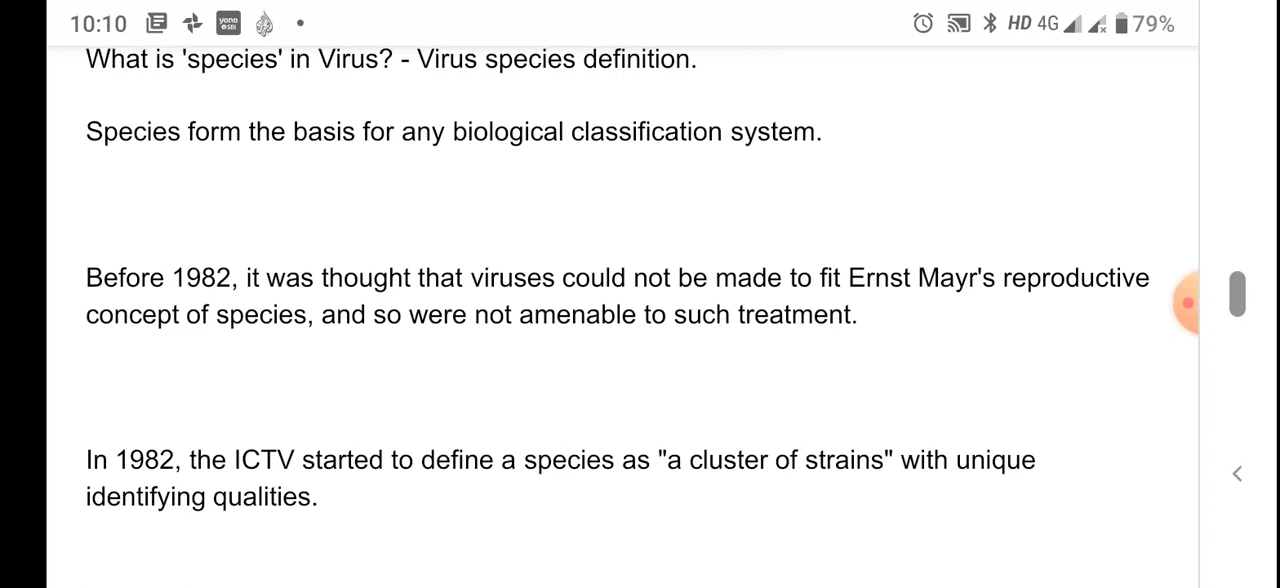 10:10 yono SBI HD 4G 79%
What is 'species' in Virus? - Virus species definition.
Species form the basis for any biological classification system.
Before 1982, it was thought that viruses could not be made to fit Ernst Mayr's reproductive
concept of species, and so were not amenable to such treatment.
In 1982, the ICTV started to define a species as "a cluster of strains" with unique
identifying qualities.